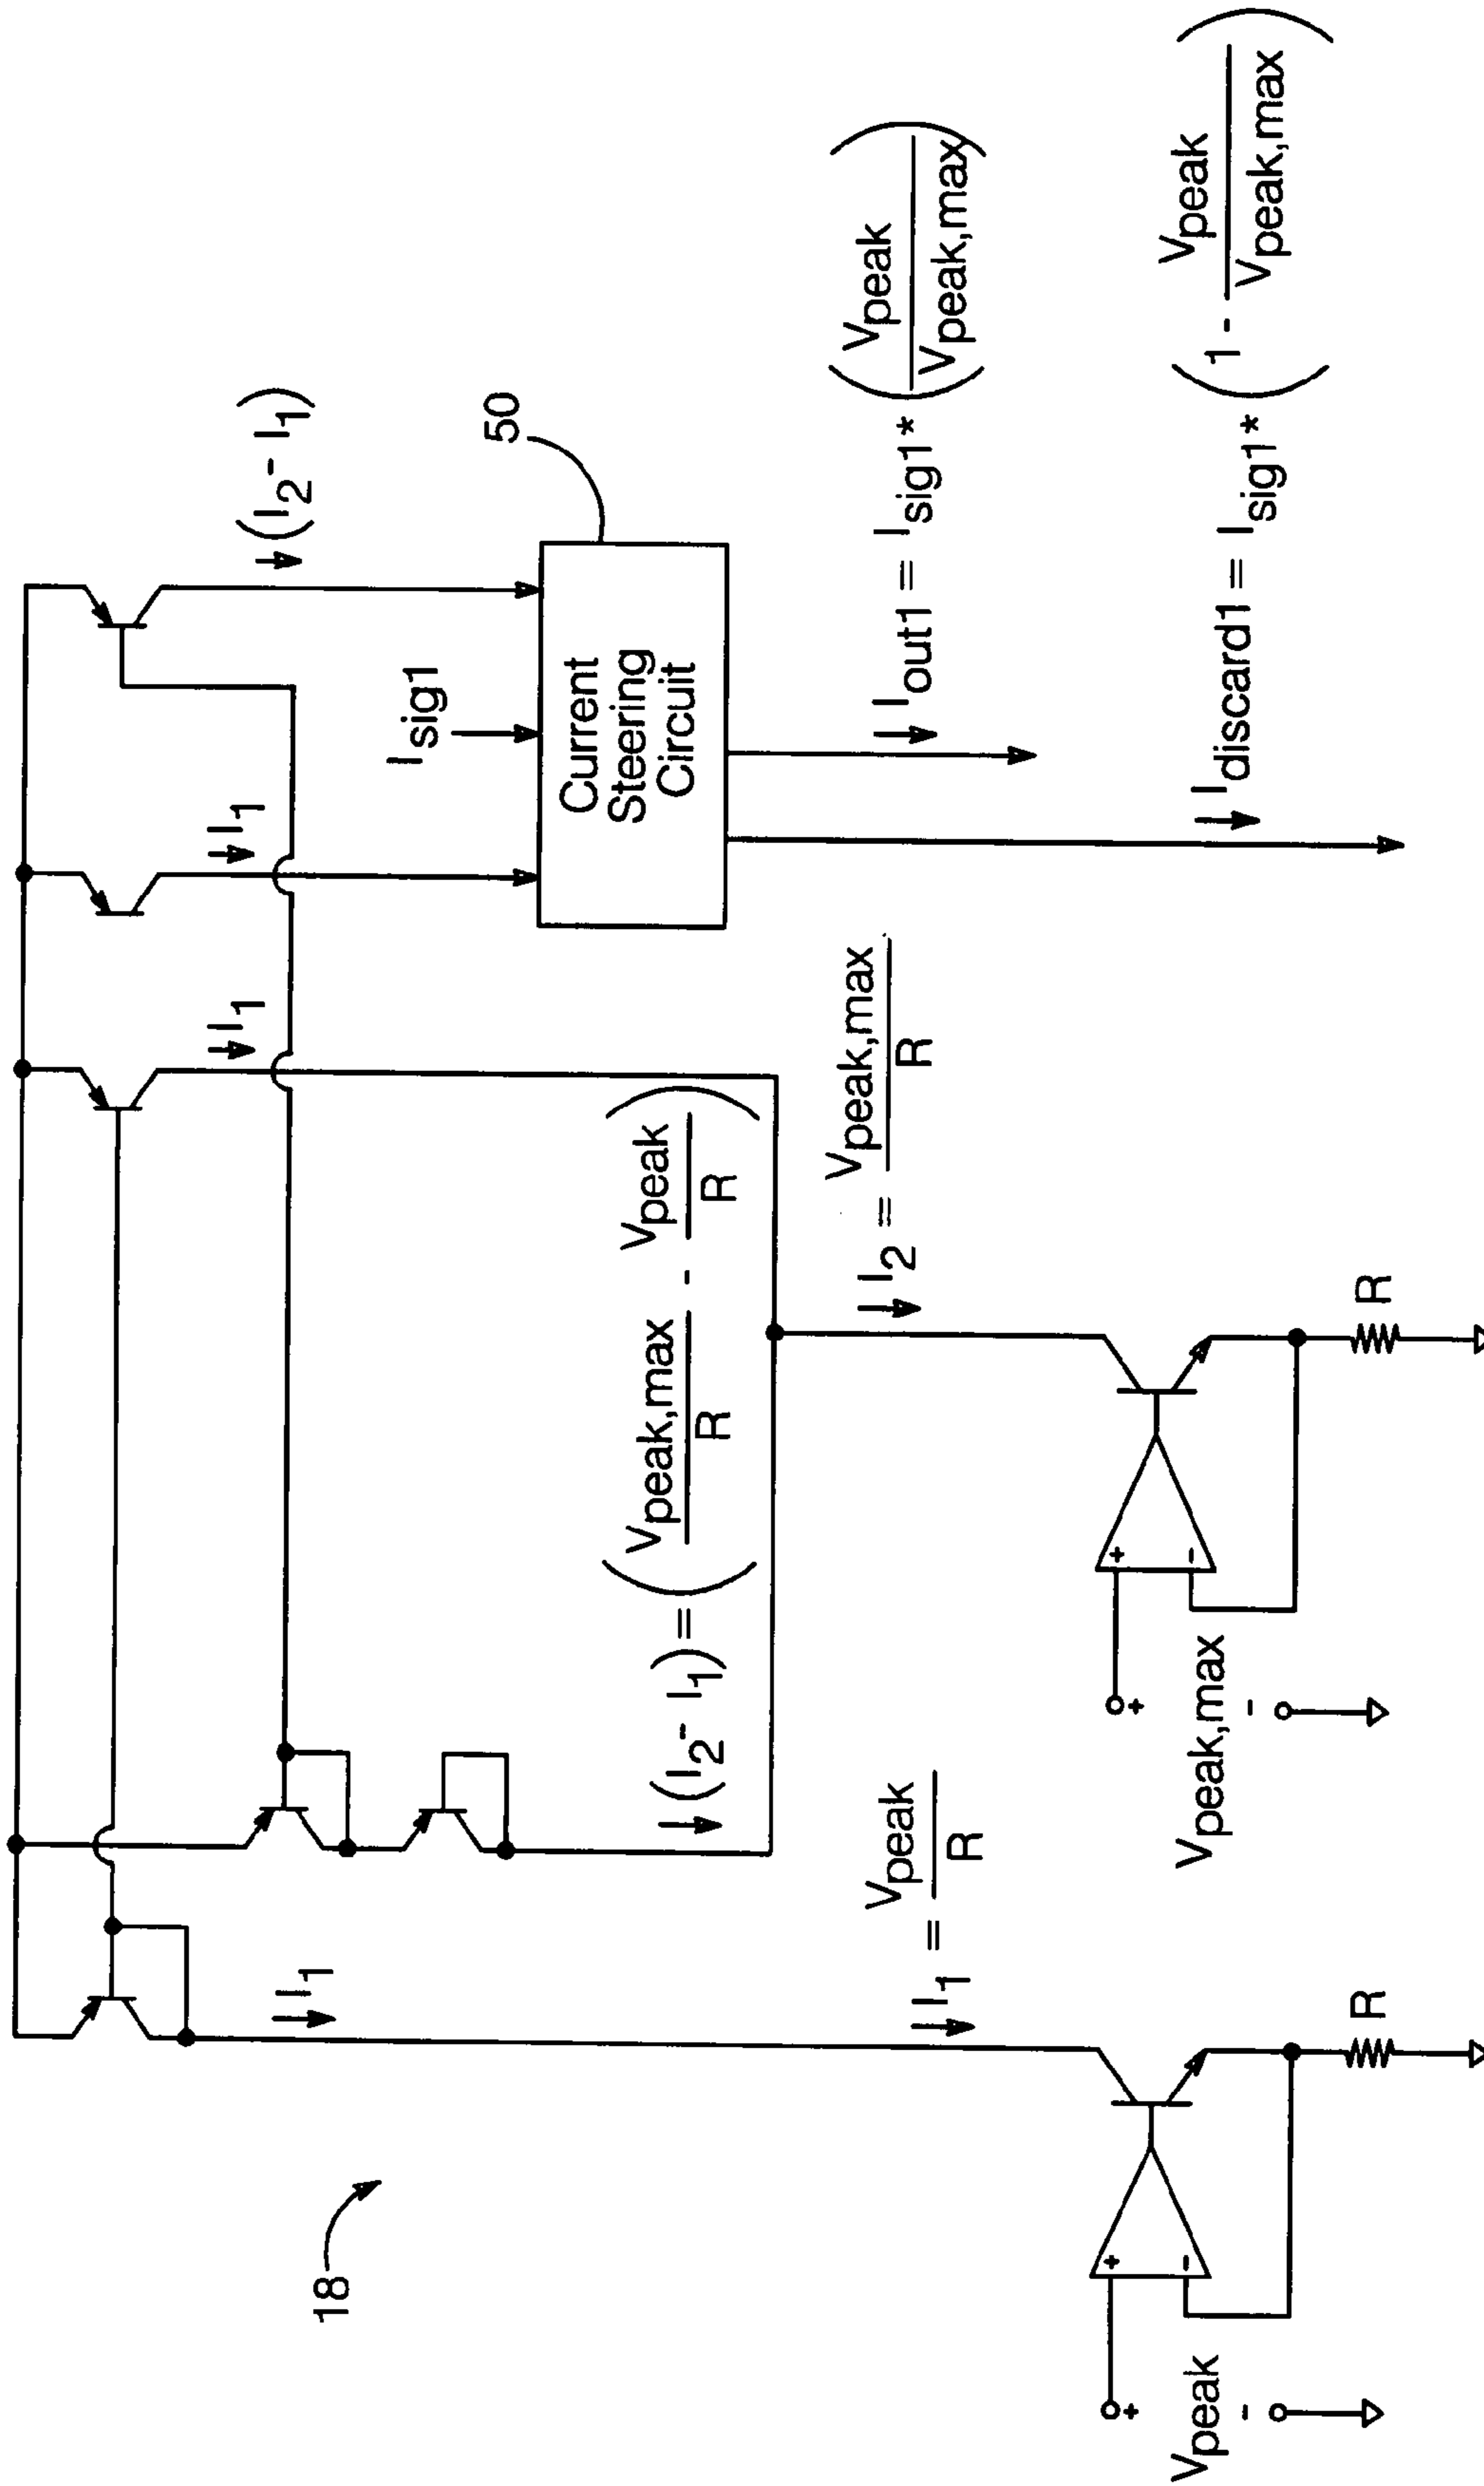 18
I1
I1
I1
(I2 - I1)
Isig1
50
Current
Steering
Circuit
(I2 - I1) = (Vpeak,max / R - Vpeak / R)
I1 = Vpeak / R
I2 = Vpeak,max / R
Iout1 = Isig1* (Vpeak / Vpeak,max)
Idiscard1 = Isig1* (1 - Vpeak / Vpeak,max)
+
Vpeak
-
+
-
R
+
Vpeak,max
-
+
-
R